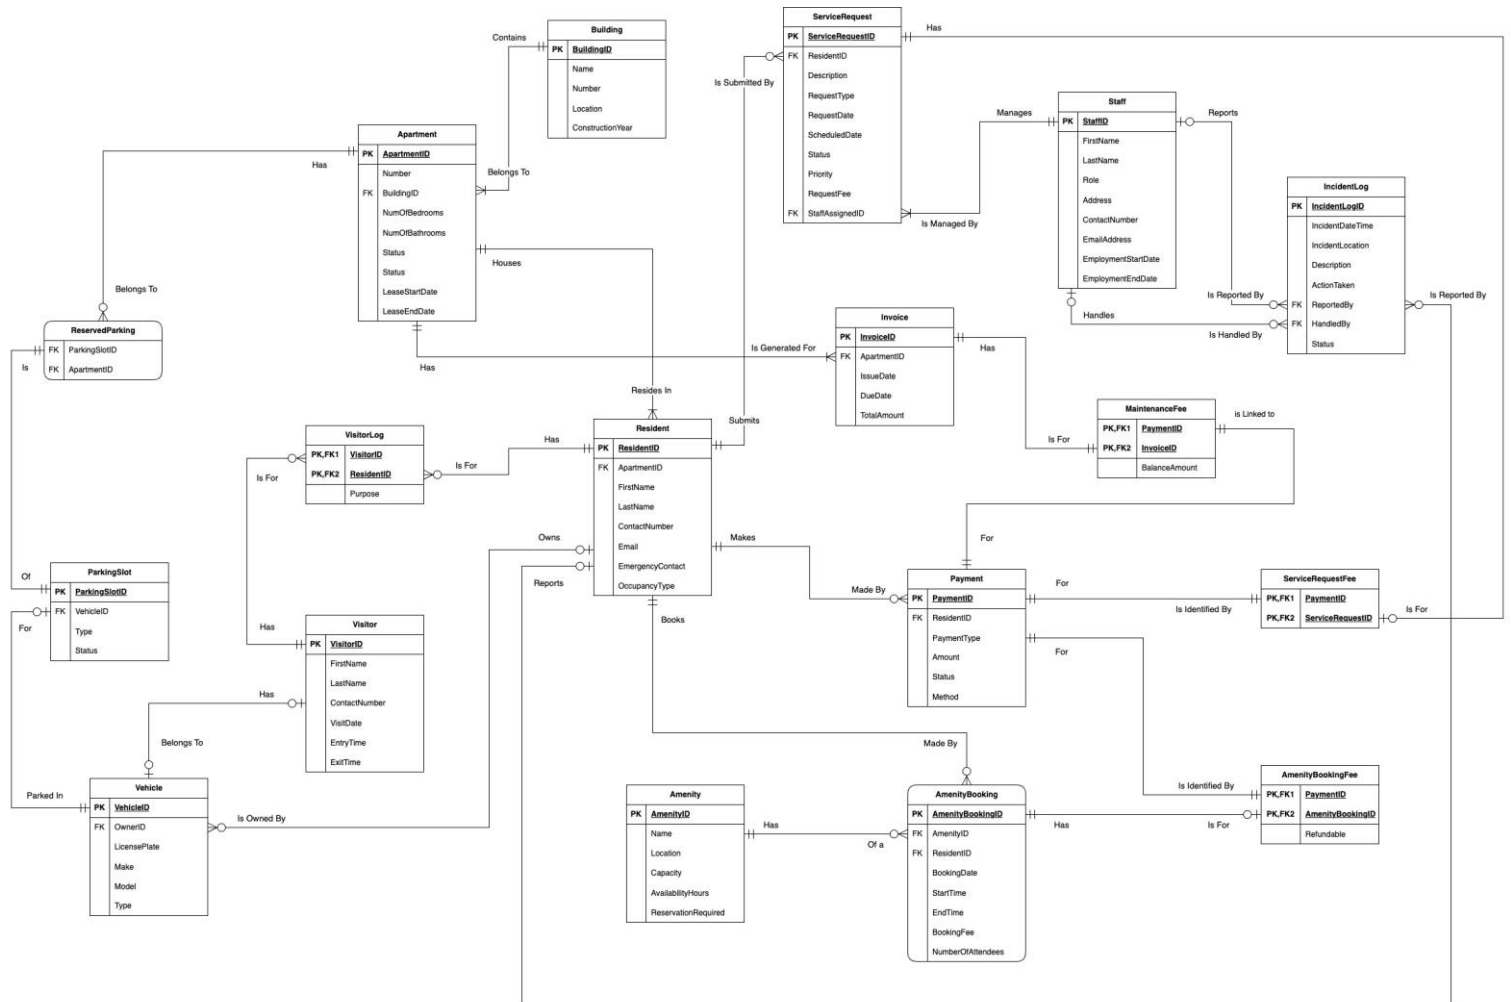 Building
PK BuildingID
Name
Number
Location
ConstructionYear
Contains
Belongs To
Apartment
PK ApartmentID
Number
FK BuildingID
NumOfBedrooms
NumOfBathrooms
Status
Status
LeaseStartDate
LeaseEndDate
Has
Belongs To
Houses
Resides In
Has
Is Generated For
ReservedParking
FK ParkingSlotID
FK ApartmentID
Is
Of
ServiceRequest
PK ServiceRequestID
FK ResidentID
Description
RequestType
RequestDate
ScheduledDate
Status
Priority
RequestFee
FK StaffAssignedID
Has
Is Submitted By
Submits
Manages
Is Managed By
Staff
PK StaffID
FirstName
LastName
Role
Address
ContactNumber
EmailAddress
EmploymentStartDate
EmploymentEndDate
Reports
Is Reported By
Handles
Is Handled By
IncidentLog
PK IncidentLogID
IncidentDateTime
IncidentLocation
Description
ActionTaken
FK ReportedBy
FK HandledBy
Status
Is Reported By
Invoice
PK InvoiceID
FK ApartmentID
IssueDate
DueDate
TotalAmount
Has
Is For
MaintenanceFee
PK,FK1 PaymentID
PK,FK2 InvoiceID
BalanceAmount
is Linked to
For
VisitorLog
PK,FK1 VisitorID
PK,FK2 ResidentID
Purpose
Is For
Has
Is For
Has
Resident
PK ResidentID
FK ApartmentID
FirstName
LastName
ContactNumber
Email
EmergencyContact
OccupancyType
Owns
Reports
Makes
Made By
Books
Made By
ParkingSlot
PK ParkingSlotID
FK VehicleID
Type
Status
For
Parked In
Visitor
PK VisitorID
FirstName
LastName
ContactNumber
VisitDate
EntryTime
ExitTime
Has
Belongs To
Vehicle
PK VehicleID
FK OwnerID
LicensePlate
Make
Model
Type
Is Owned By
Payment
PK PaymentID
FK ResidentID
PaymentType
Amount
Status
Method
For
Is Identified By
For
Is Identified By
ServiceRequestFee
PK,FK1 PaymentID
PK,FK2 ServiceRequestID
Is For
Amenity
PK AmenityID
Name
Location
Capacity
AvailabilityHours
ReservationRequired
Has
Of a
AmenityBooking
PK AmenityBookingID
FK AmenityID
FK ResidentID
BookingDate
StartTime
EndTime
BookingFee
NumberOfAttendees
Has
Is For
AmenityBookingFee
PK,FK1 PaymentID
PK,FK2 AmenityBookingID
Refundable